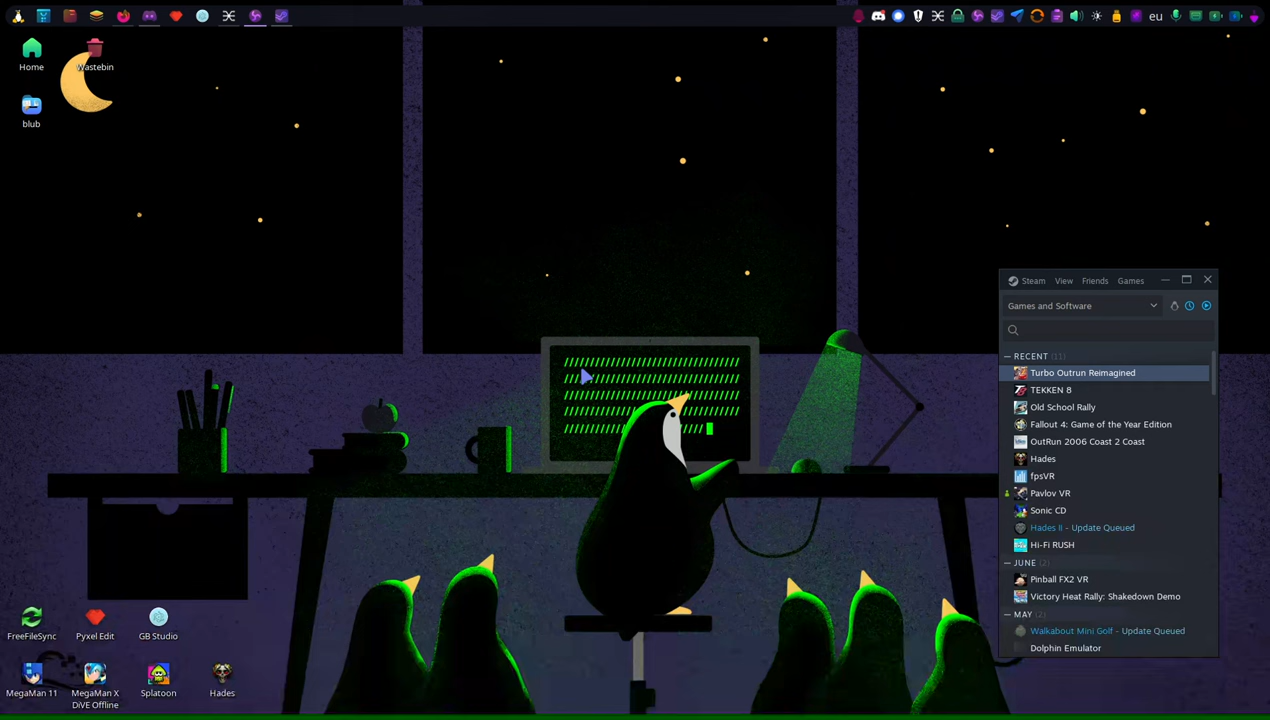 eu
Home
Wastebin
blub
Steam View Friends Games
Games and Software
RECENT (11)
Turbo Outrun Reimagined
TEKKEN 8
Old School Rally
Fallout 4: Game of the Year Edition
OutRun 2006 Coast 2 Coast
Hades
fpsVR
Pavlov VR
Sonic CD
Hades II - Update Queued
Hi-Fi RUSH
JUNE (2)
Pinball FX2 VR
Victory Heat Rally: Shakedown Demo
MAY (2)
Walkabout Mini Golf - Update Queued
Dolphin Emulator
//////////////////////////////////
//////////////////////////////////
//////////////////////////////////
//////////////////////////////////
FreeFileSync
Pyxel Edit
GB Studio
MegaMan 11
MegaMan X
DiVE Offline
Splatoon
Hades